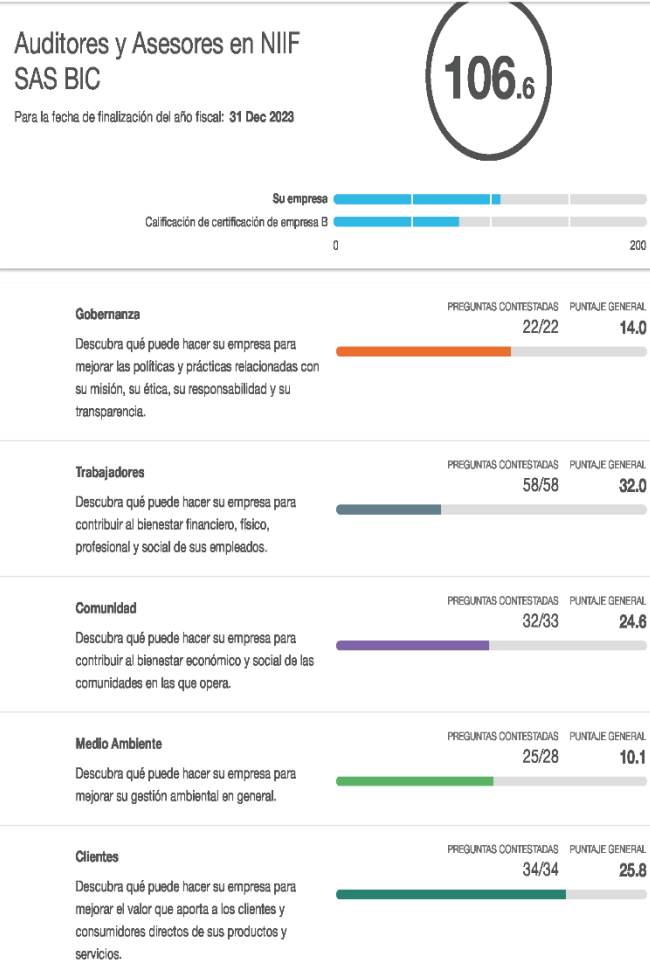 Auditores y Asesores en NIIF
SAS BIC
Para la fecha de finalización del año fiscal: 31 Dec 2023
106.6
Su empresa
Calificación de certificación de empresa B
0
200
Gobernanza
Descubra qué puede hacer su empresa para
mejorar las políticas y prácticas relacionadas con
su misión, su ética, su responsabilidad y su
transparencia.
PREGUNTAS CONTESTADAS PUNTAJE GENERAL
22/22 14.0
Trabajadores
Descubra qué puede hacer su empresa para
contribuir al bienestar financiero, físico,
profesional y social de sus empleados.
PREGUNTAS CONTESTADAS PUNTAJE GENERAL
58/58 32.0
Comunidad
Descubra qué puede hacer su empresa para
contribuir al bienestar económico y social de las
comunidades en las que opera.
PREGUNTAS CONTESTADAS PUNTAJE GENERAL
32/33 24.6
Medio Ambiente
Descubra qué puede hacer su empresa para
mejorar su gestión ambiental en general.
PREGUNTAS CONTESTADAS PUNTAJE GENERAL
25/28 10.1
Clientes
Descubra qué puede hacer su empresa para
mejorar el valor que aporta a los clientes y
consumidores directos de sus productos y
servicios.
PREGUNTAS CONTESTADAS PUNTAJE GENERAL
34/34 25.8